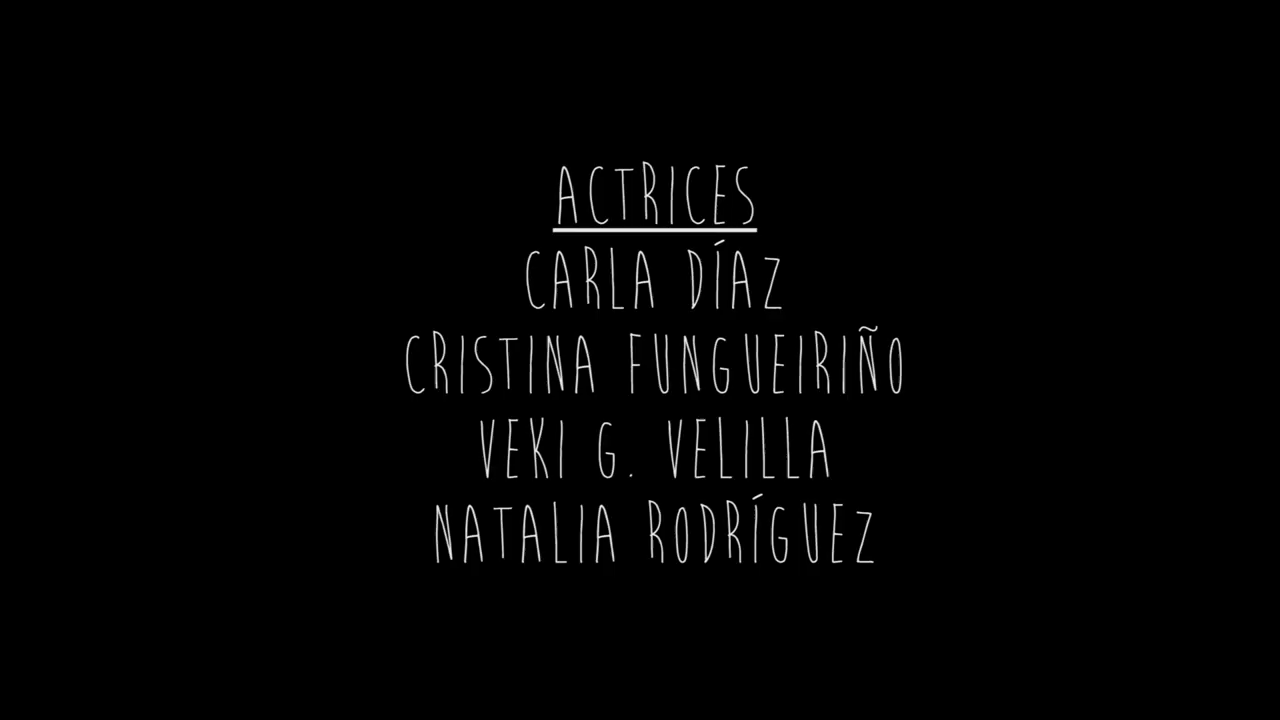 ACTRICES
CARLA DÍAZ
CRISTINA FUNGUEIRIÑO
VEKI G. VELILLA
NATALIA RODRÍGUEZ